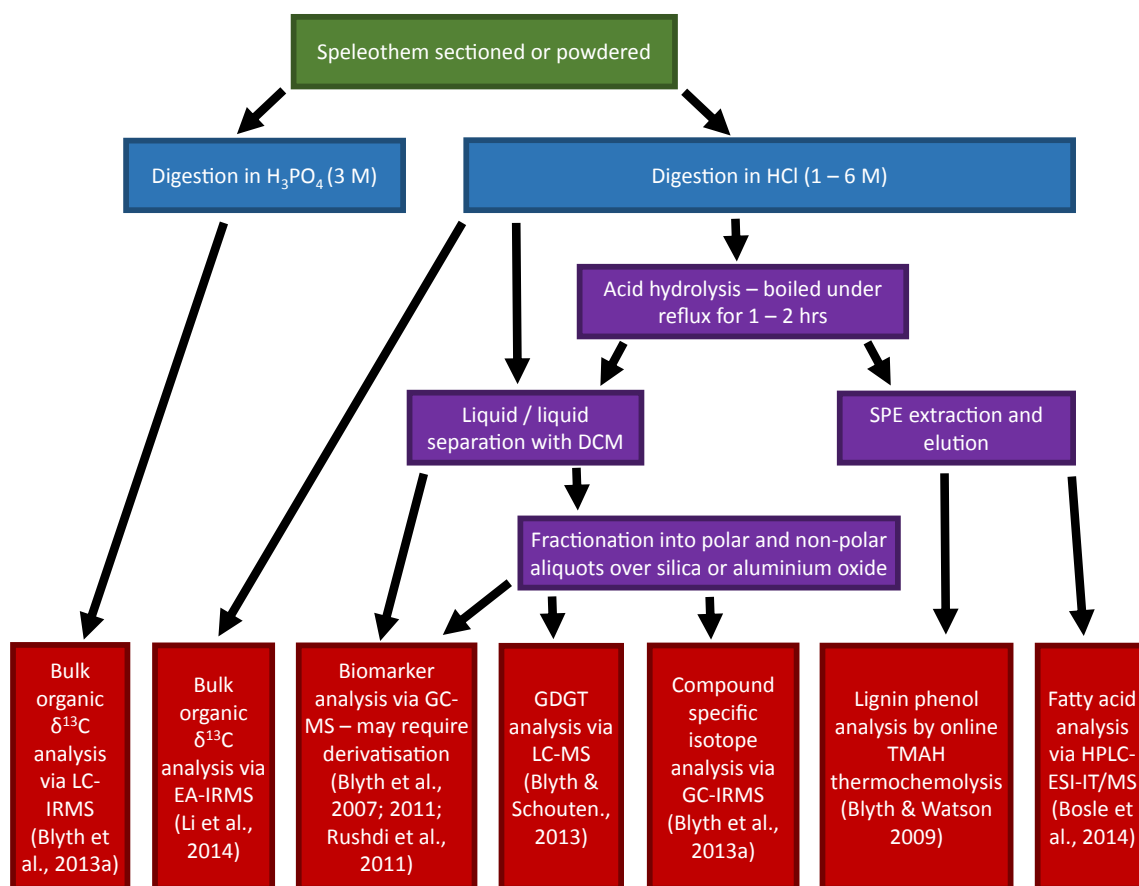 Speleothem sectioned or powdered
Digestion in H₃PO₄ (3 M)
Digestion in HCl (1 – 6 M)
Acid hydrolysis – boiled under
reflux for 1 – 2 hrs
Liquid / liquid
separation with DCM
SPE extraction and
elution
Fractionation into polar and non-polar
aliquots over silica or aluminium oxide
Bulk
organic
δ¹³C
analysis
via LC-
IRMS
(Blyth et
al., 2013a)
Bulk
organic
δ¹³C
analysis via
EA-IRMS
(Li et al.,
2014)
Biomarker
analysis via GC-
MS – may require
derivatisation
(Blyth et al.,
2007; 2011;
Rushdi et al.,
2011)
GDGT
analysis via
LC-MS
(Blyth &
Schouten.,
2013)
Compound
specific
isotope
analysis via
GC-IRMS
(Blyth et al.,
2013a)
Lignin phenol
analysis by online
TMAH
thermochemolysis
(Blyth & Watson
2009)
Fatty acid
analysis
via HPLC-
ESI-IT/MS
(Bosle et
al., 2014)